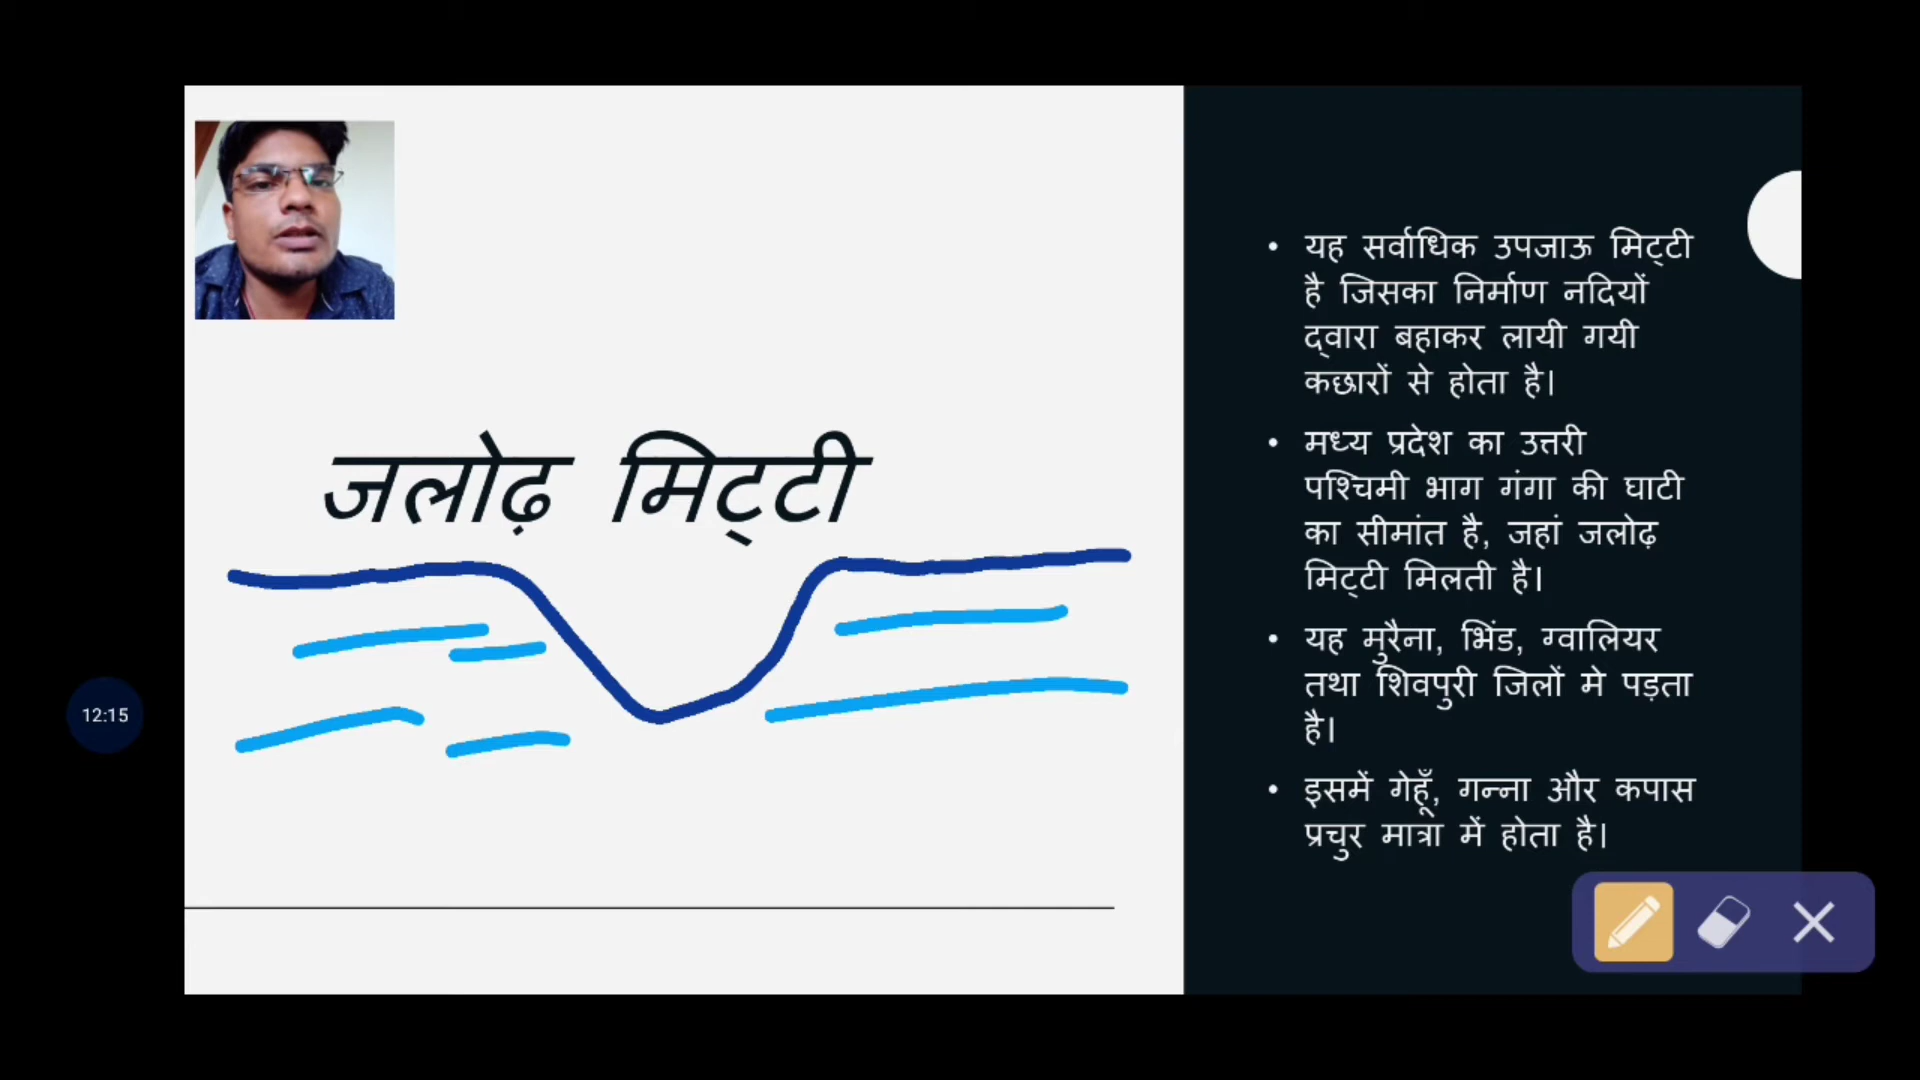 जलोढ़ मिट्टी
यह सर्वाधिक उपजाऊ मिट्टी
है जिसका निर्माण नदियों
द्वारा बहाकर लायी गयी
कछारों से होता है।
मध्य प्रदेश का उत्तरी
पश्चिमी भाग गंगा की घाटी
का सीमांत है, जहां जलोढ़
मिट्टी मिलती है।
यह मुरैना, भिंड, ग्वालियर
तथा शिवपुरी जिलों मे पड़ता
है।
इसमें गेहूँ, गन्ना और कपास
प्रचुर मात्रा में होता है।
12:15